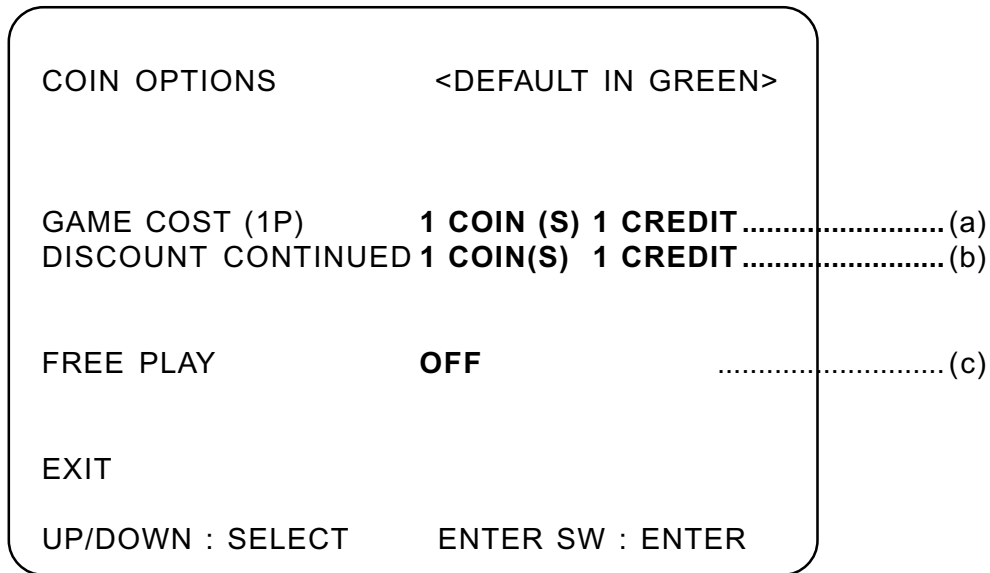 COIN OPTIONS <DEFAULT IN GREEN>
GAME COST (1P) 1 COIN (S) 1 CREDIT.........................(a)
DISCOUNT CONTINUED 1 COIN(S) 1 CREDIT.........................(b)
FREE PLAY OFF ............................(c)
EXIT
UP/DOWN : SELECT ENTER SW : ENTER